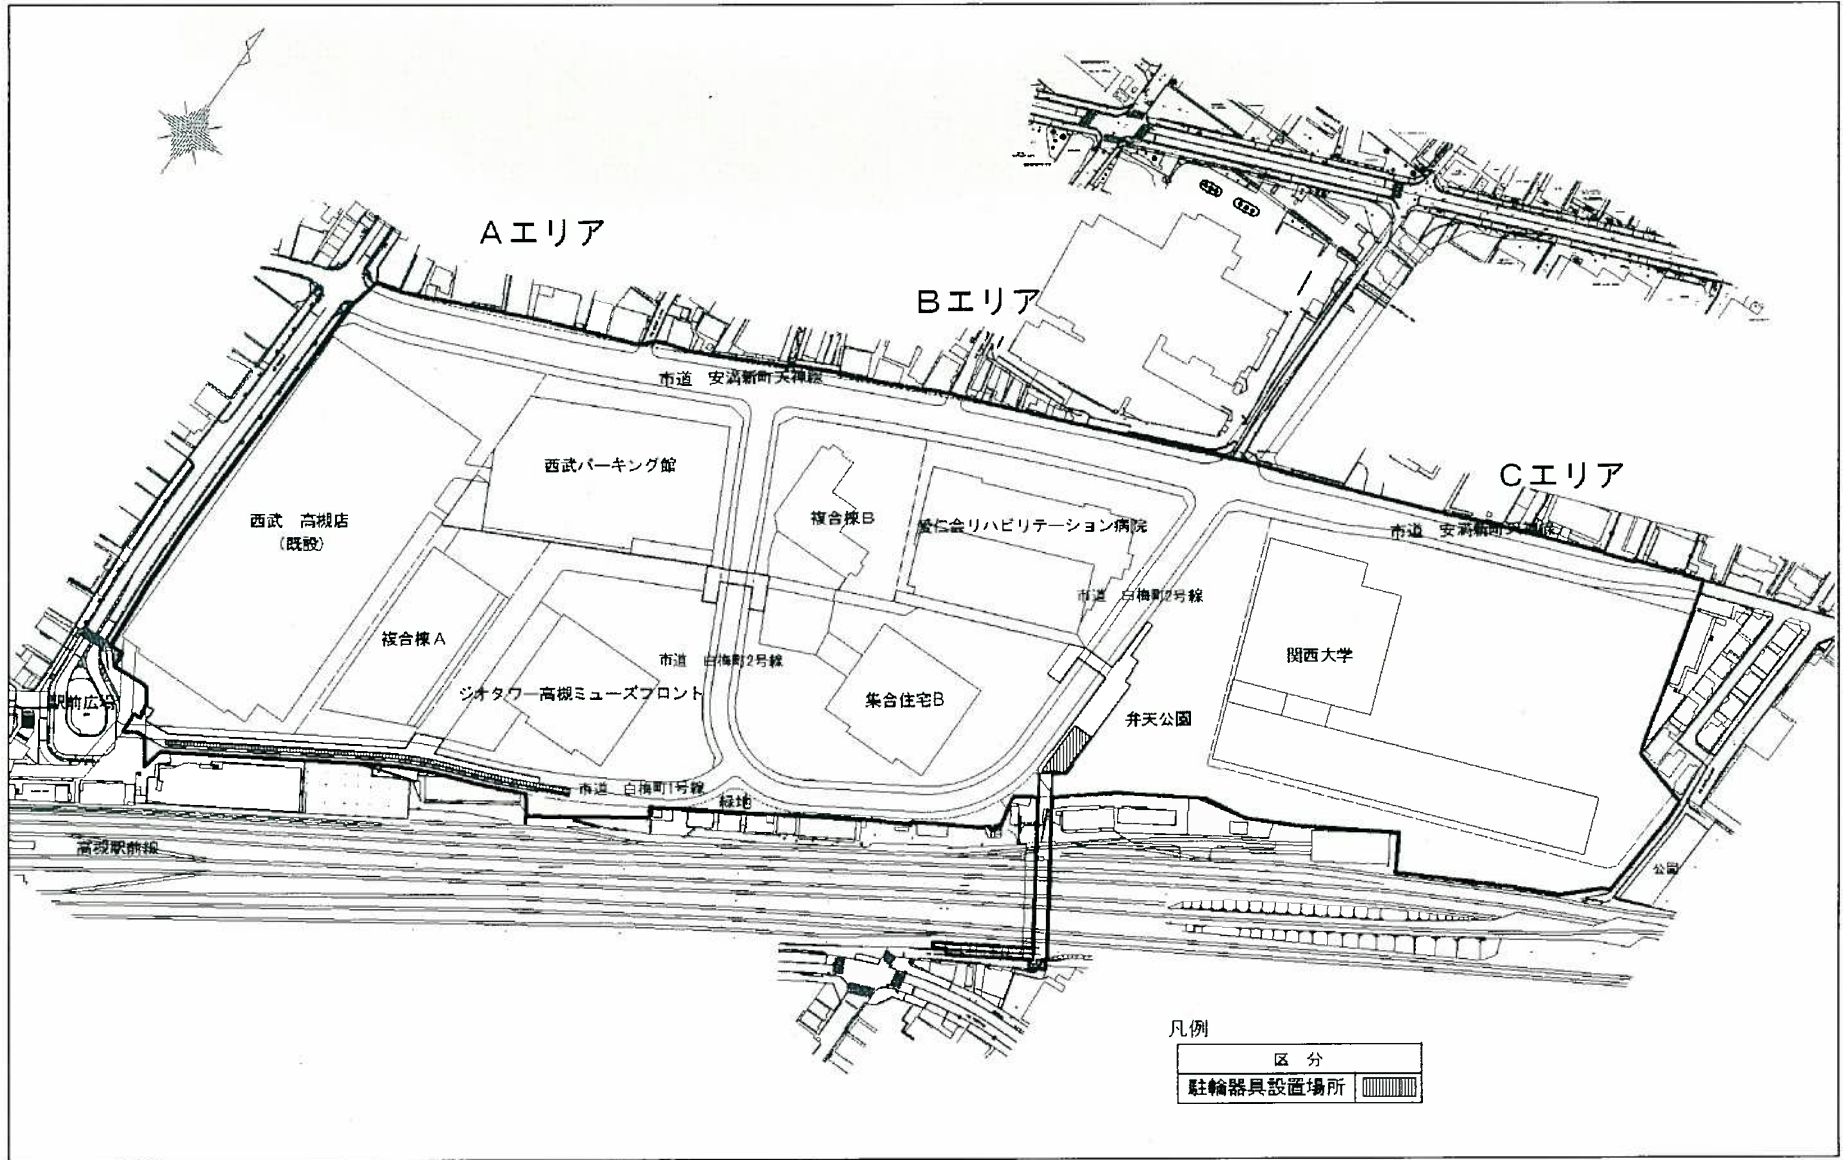 Aエリア
Bエリア
Cエリア
市道　安満新町天神線
西武パーキング館
西武　高槻店
(既設)
複合棟B
愛仁会リハビリテーション病院
市道　安満新町天神線
市道　白梅町2号線
複合棟A
市道　白梅町2号線
関西大学
ジオタワー高槻ミューズフロント
集合住宅B
弁天公園
駅前広場
市道　白梅町1号線
緑地
高槻駅前線
公園
凡例
区　分
駐輪器具設置場所